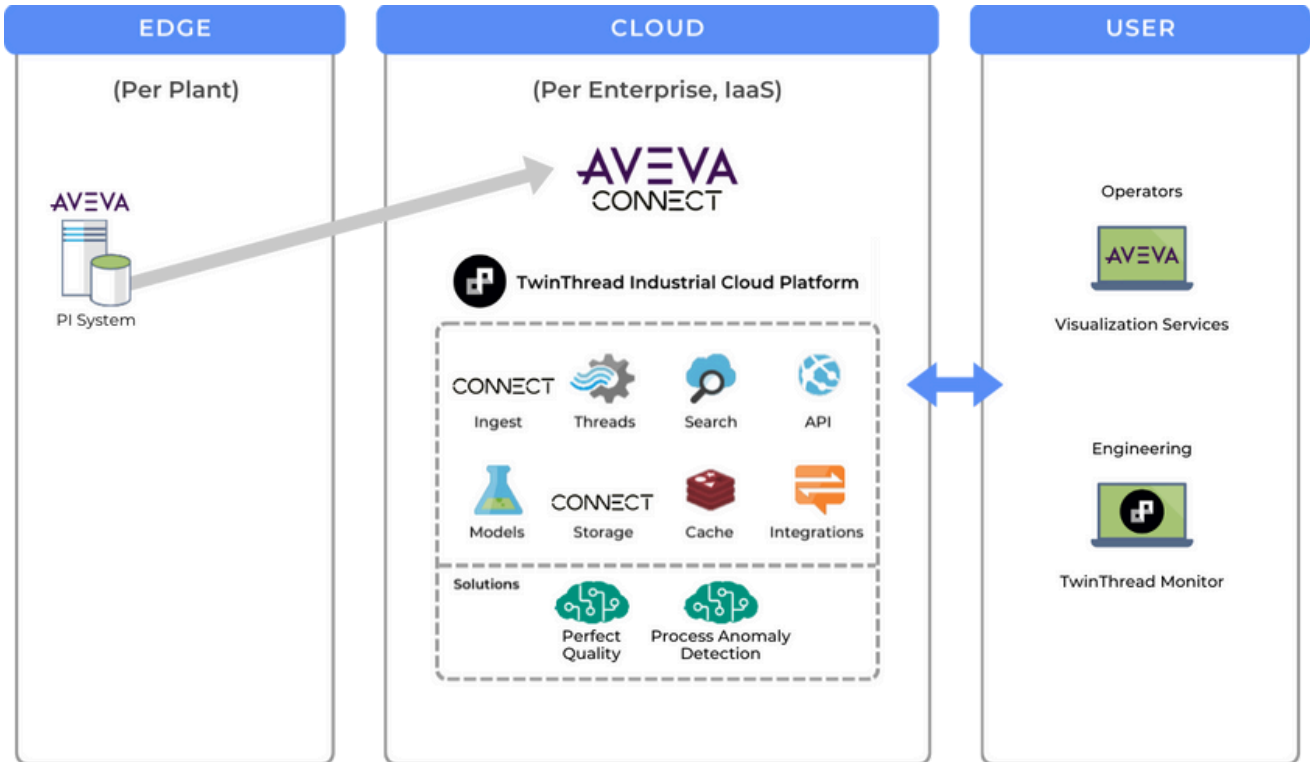 EDGE
(Per Plant)
AVEVA
PI System
CLOUD
(Per Enterprise, IaaS)
AVEVA
CONNECT
TwinThread Industrial Cloud Platform
CONNECT
Ingest
Threads
Search
API
Models
CONNECT
Storage
Cache
Integrations
Solutions
Perfect
Quality
Process Anomaly
Detection
USER
Operators
AVEVA
Visualization Services
Engineering
TwinThread Monitor